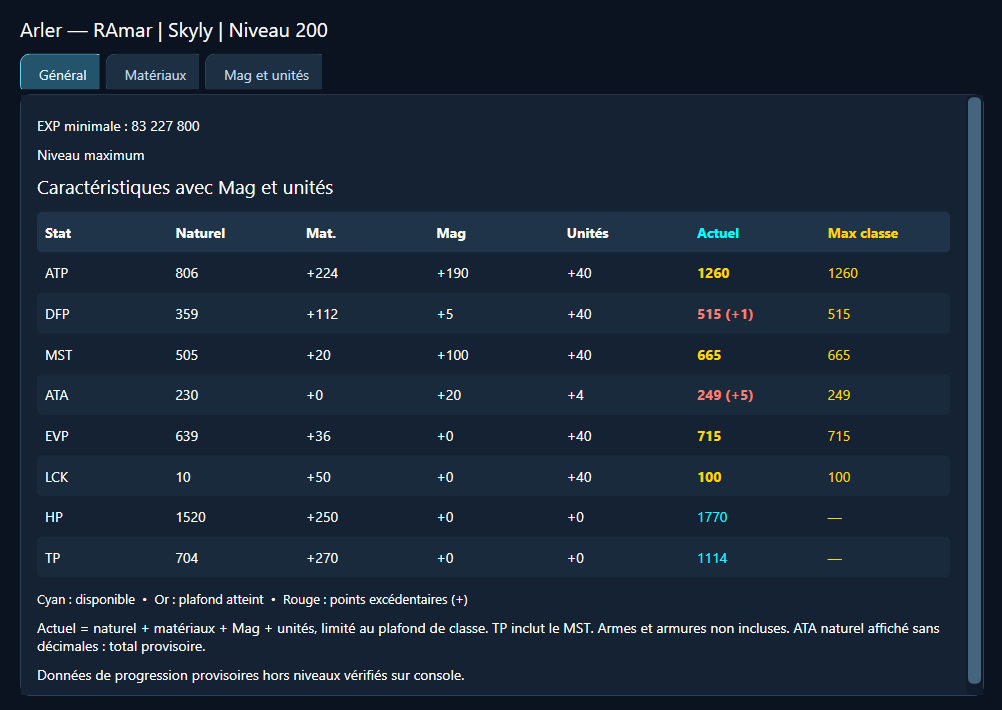 Arler — RAmar | Skyly | Niveau 200
Général Matériaux Mag et unités
EXP minimale : 83 227 800
Niveau maximum
Caractéristiques avec Mag et unités
Stat Naturel Mat. Mag Unités Actuel Max classe
ATP 806 +224 +190 +40 1260 1260
DFP 359 +112 +5 +40 515 (+1) 515
MST 505 +20 +100 +40 665 665
ATA 230 +0 +20 +4 249 (+5) 249
EVP 639 +36 +0 +40 715 715
LCK 10 +50 +0 +40 100 100
HP 1520 +250 +0 +0 1770 —
TP 704 +270 +0 +0 1114 —
Cyan : disponible • Or : plafond atteint • Rouge : points excédentaires (+)
Actuel = naturel + matériaux + Mag + unités, limité au plafond de classe. TP inclut le MST. Armes et armures non incluses. ATA naturel affiché sans
décimales : total provisoire.
Données de progression provisoires hors niveaux vérifiés sur console.